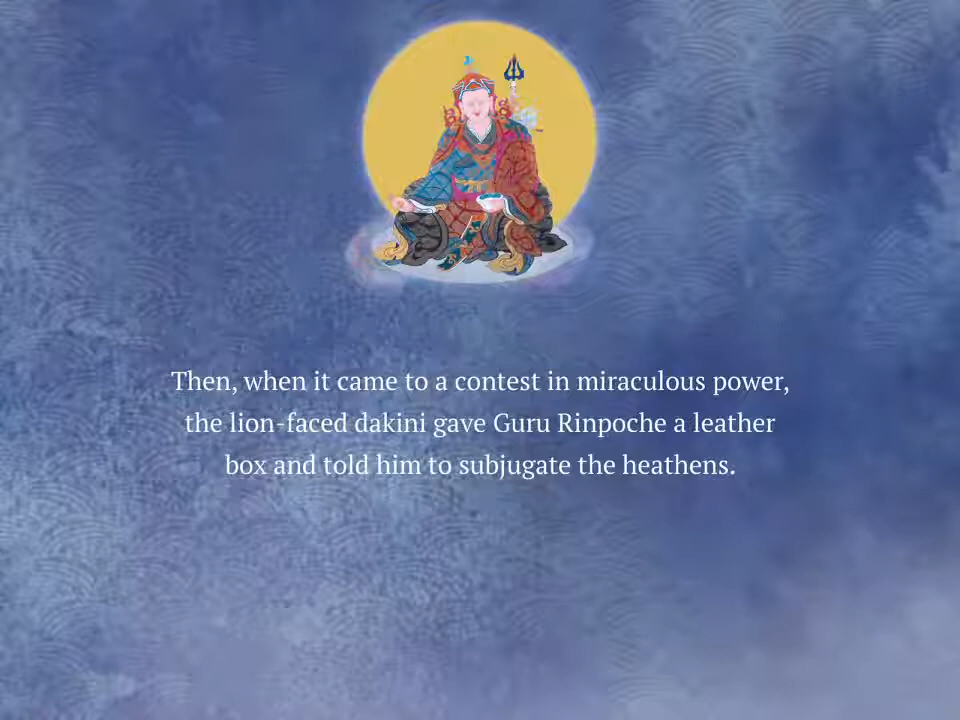 Then, when it came to a contest in miraculous power,
the lion-faced dakini gave Guru Rinpoche a leather
box and told him to subjugate the heathens.